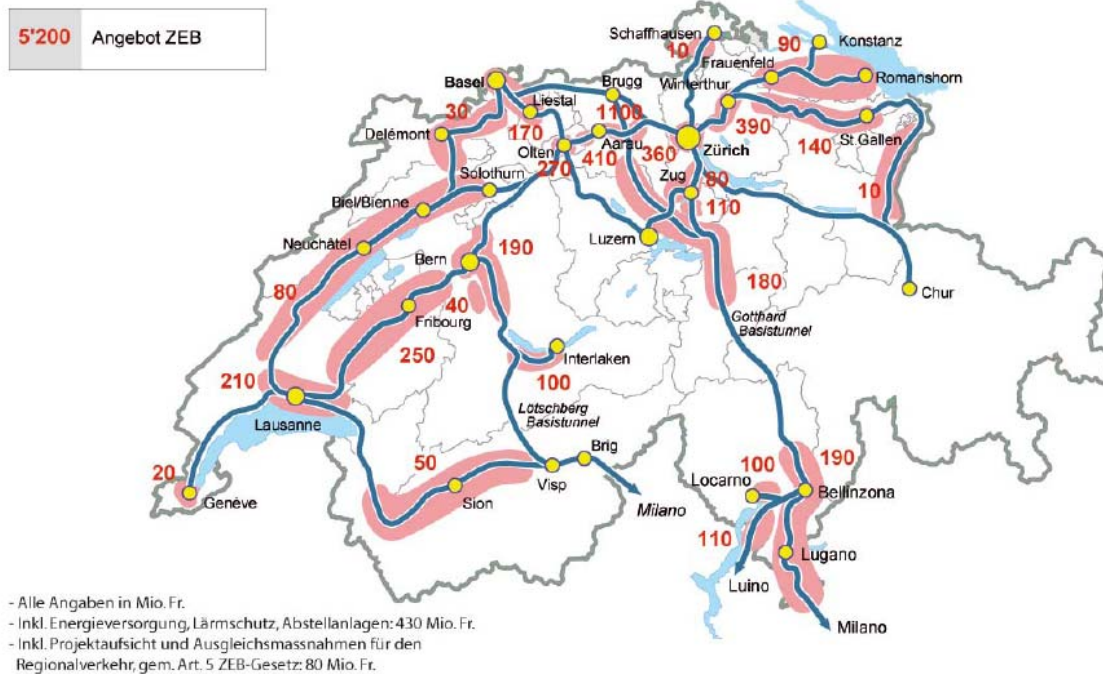 5'200 Angebot ZEB
Schaffhausen
10
90
Konstanz
Frauenfeld
Romanshorn
Winterthur
Basel
Brugg
Liestal
1100
30
170
390
Delémont
Aarau
Olten
410
360
Zürich
140
St.Gallen
270
Zug
80
Solothurn
10
Biel/Bienne
110
Luzern
Neuchâtel
190
Bern
180
Chur
80
40
Fribourg
Gotthard
Basistunnel
250
Interlaken
100
210
Lötschberg
Basistunnel
Lausanne
50
Brig
100
190
20
Locarno
Genève
Sion
Visp
Bellinzona
Milano
110
Lugano
Luino
Milano
- Alle Angaben in Mio. Fr.
- Inkl. Energieversorgung, Lärmschutz, Abstellanlagen: 430 Mio. Fr.
- Inkl. Projektaufsicht und Ausgleichsmassnahmen für den
Regionalverkehr, gem. Art. 5 ZEB-Gesetz: 80 Mio. Fr.